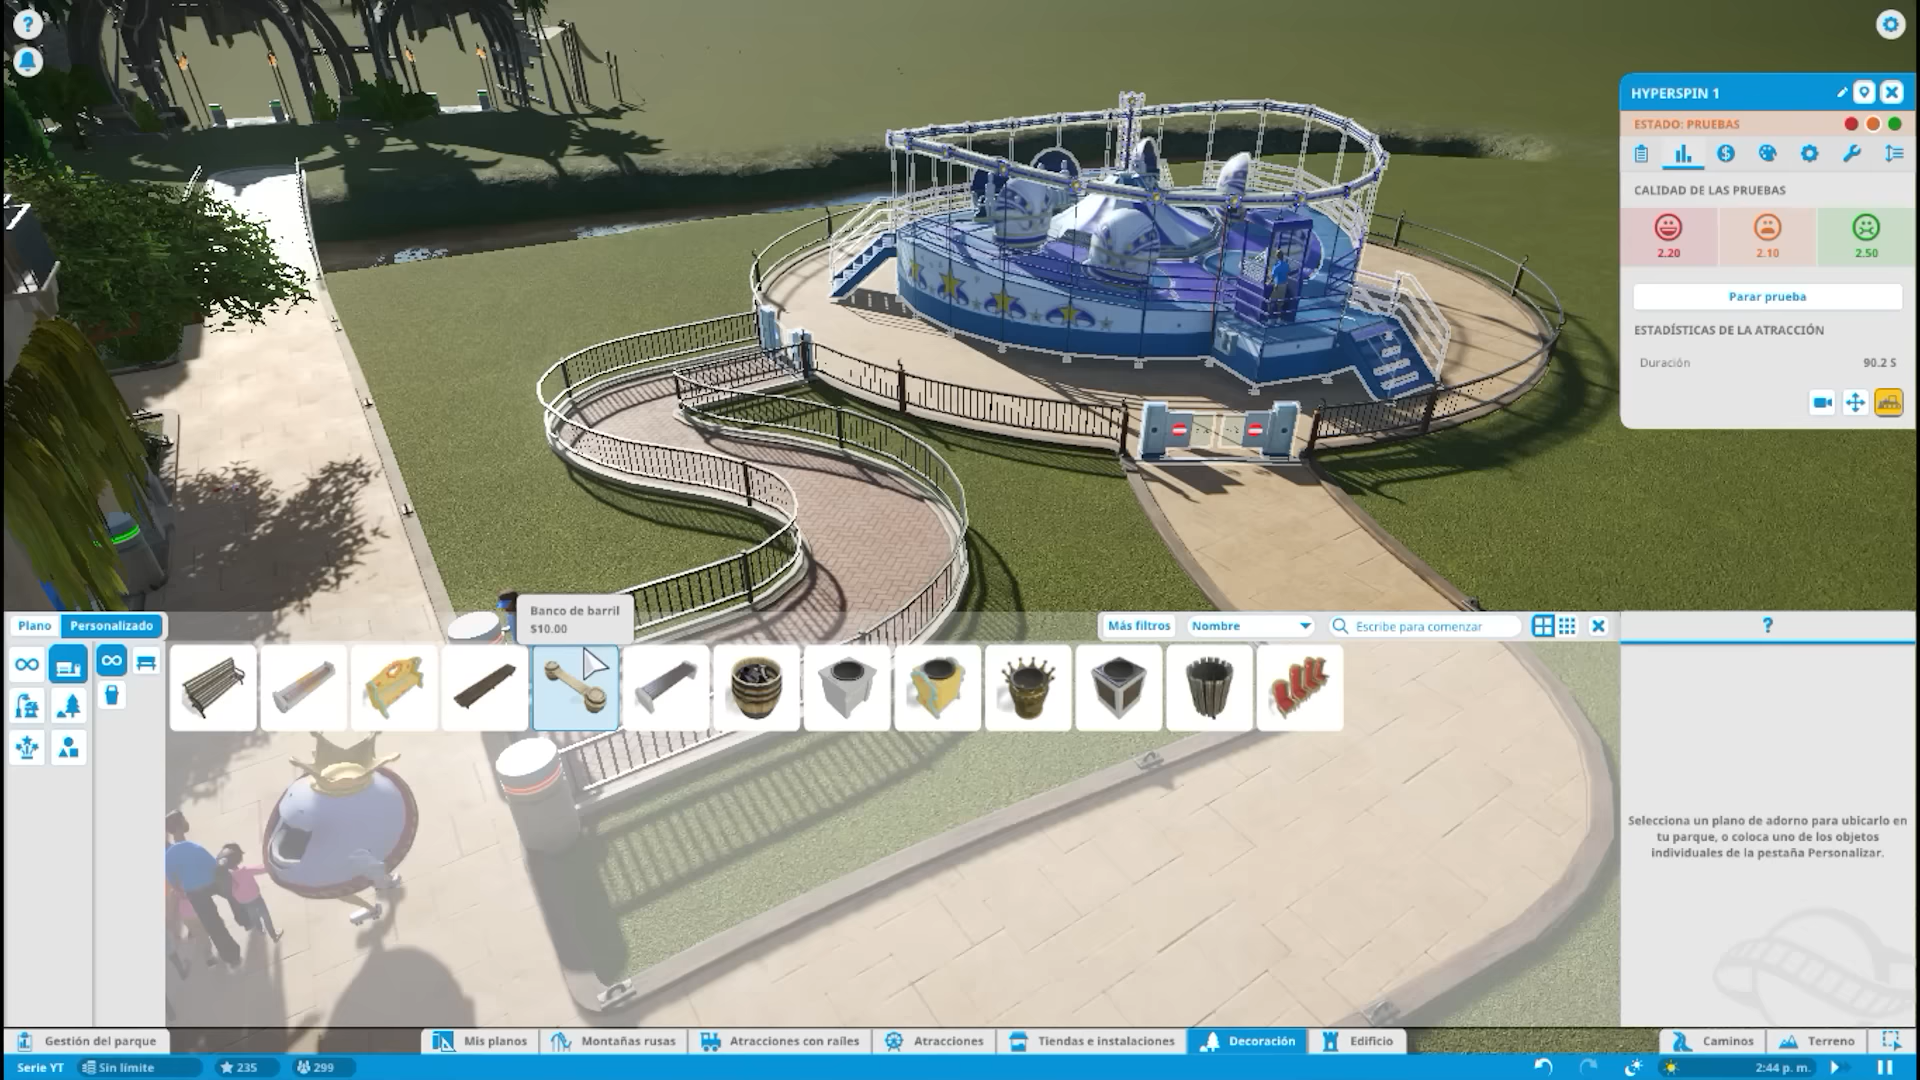 ?
HYPERSPIN 1
ESTADO: PRUEBAS
CALIDAD DE LAS PRUEBAS
2.20
2.10
2.50
Parar prueba
ESTADÍSTICAS DE LA ATRACCIÓN
Duración 90.2 S
Banco de barril
$10.00
Plano
Personalizado
Más filtros
Nombre
Escribe para comenzar
?
Selecciona un plano de adorno para ubicarlo en
tu parque, o coloca uno de los objetos
individuales de la pestaña Personalizar.
Gestión del parque
Mis planos
Montañas rusas
Atracciones con raíles
Atracciones
Tiendas e instalaciones
Decoración
Edificio
Caminos
Terreno
Serie YT
Sin límite
235
299
2:44 p. m.